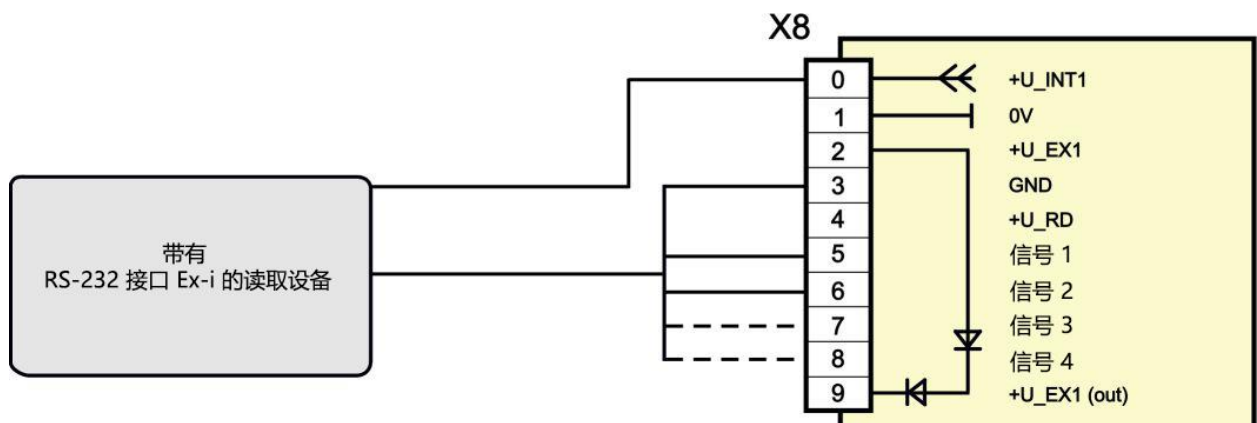 X8
0 +U_INT1
1 0V
2 +U_EX1
3 GND
4 +U_RD
5 信号 1
6 信号 2
7 信号 3
8 信号 4
9 +U_EX1 (out)
带有
RS-232 接口 Ex-i 的读取设备